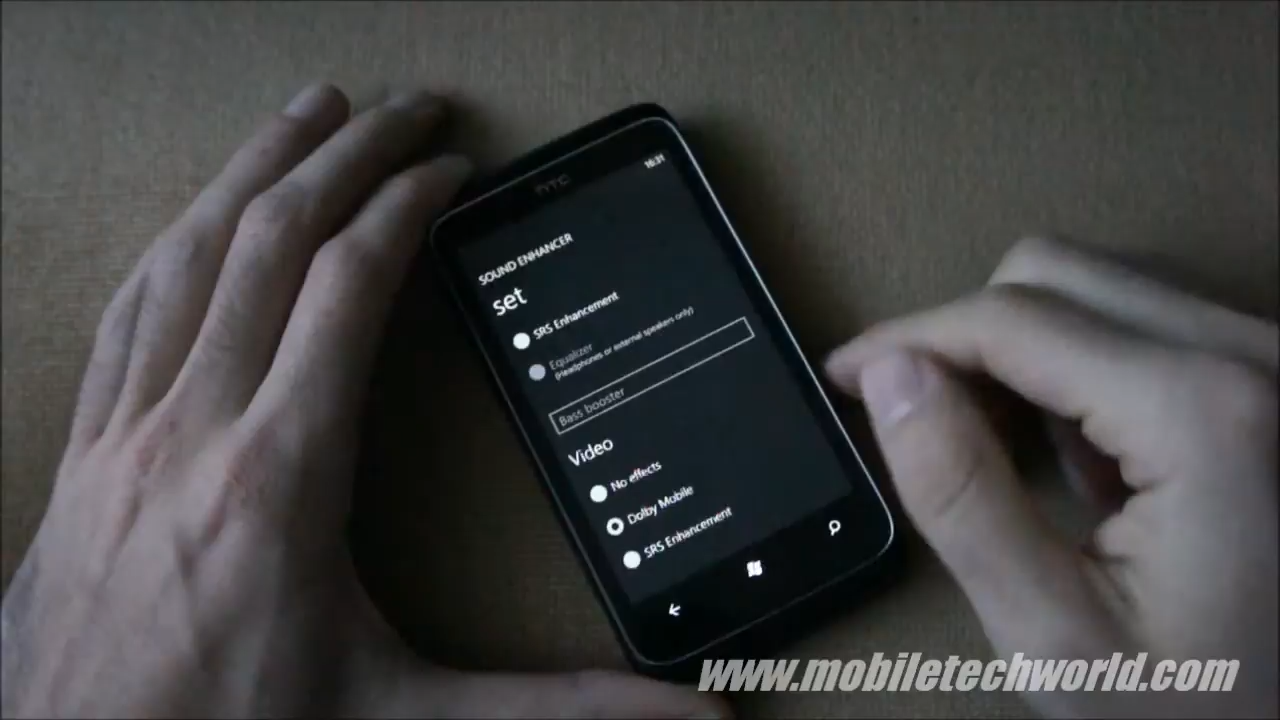 hTC
16:31
SOUND ENHANCER
set
SRS Enhancement
Equalizer
(Headphones or external speakers only)
Bass booster
Video
No effects
Dolby Mobile
SRS Enhancement
www.mobiletechworld.com